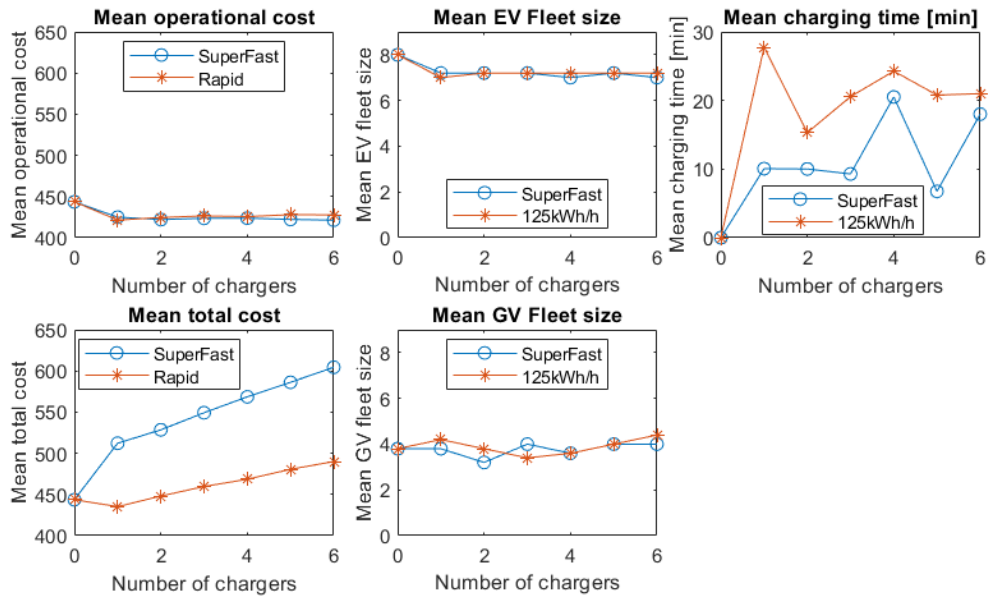 Mean operational cost
650
600
550
500
450
400
Mean operational cost
SuperFast
Rapid
0 2 4 6
Number of chargers
Mean EV Fleet size
8
6
4
2
0
Mean EV fleet size
SuperFast
125kWh/h
0 2 4 6
Number of chargers
Mean charging time [min]
30
20
10
0
Mean charging time [min]
SuperFast
125kWh/h
0 2 4 6
Number of chargers
Mean total cost
650
600
550
500
450
400
Mean total cost
SuperFast
Rapid
0 2 4 6
Number of chargers
Mean GV Fleet size
8
6
4
2
0
Mean GV fleet size
SuperFast
125kWh/h
0 2 4 6
Number of chargers